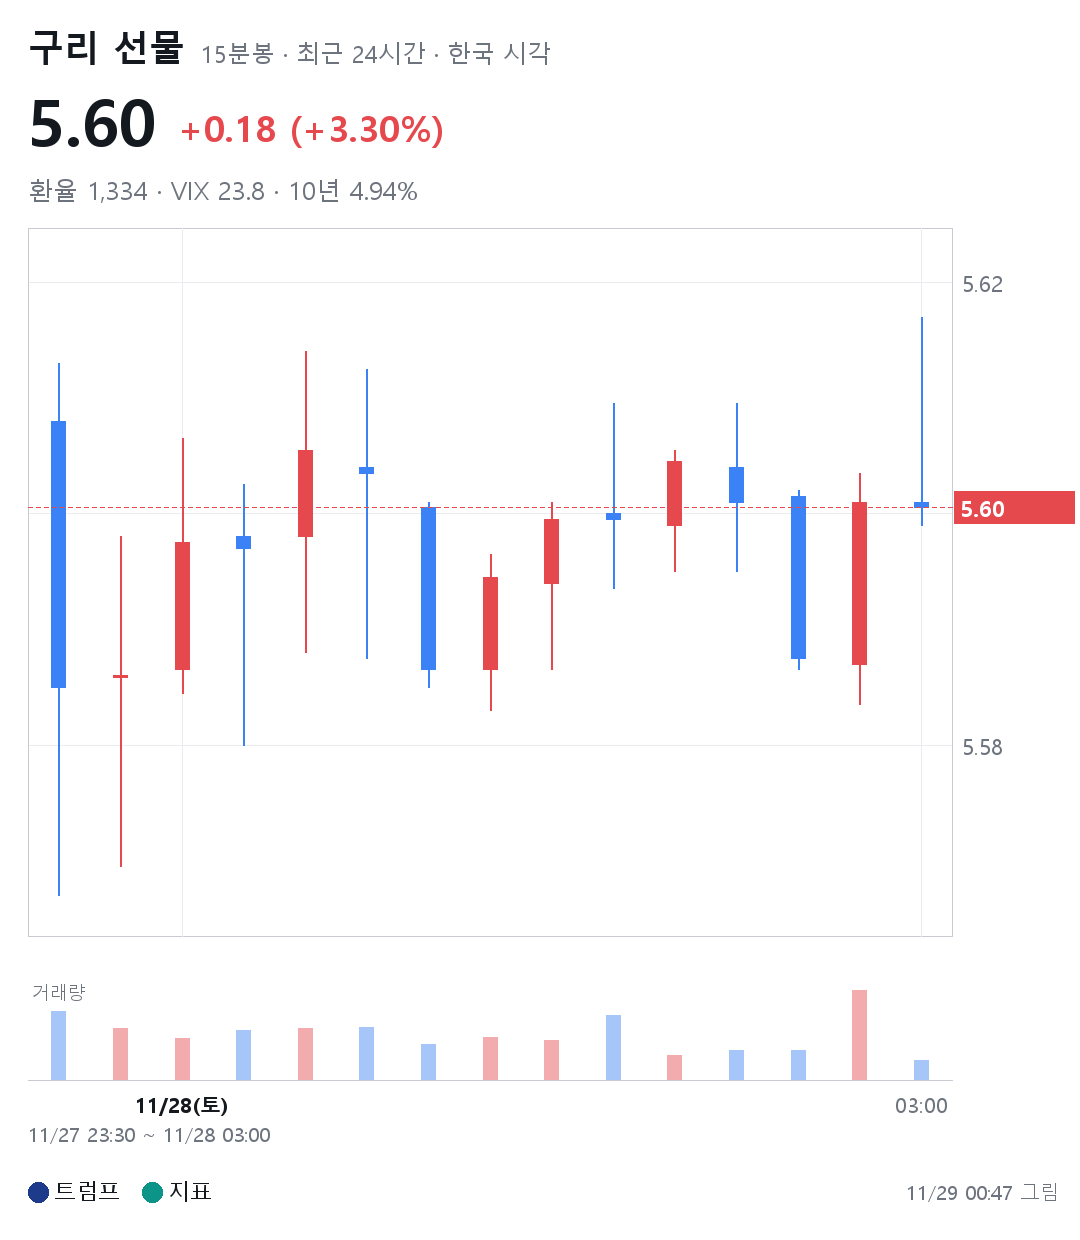 구리 선물 15분봉 · 최근 24시간 · 한국 시각
5.60 +0.18 (+3.30%)
환율 1,334 · VIX 23.8 · 10년 4.94%
5.62
5.60
5.58
거래량
11/28(토) 03:00
11/27 23:30 ~ 11/28 03:00
트럼프 지표 11/29 00:47 그림